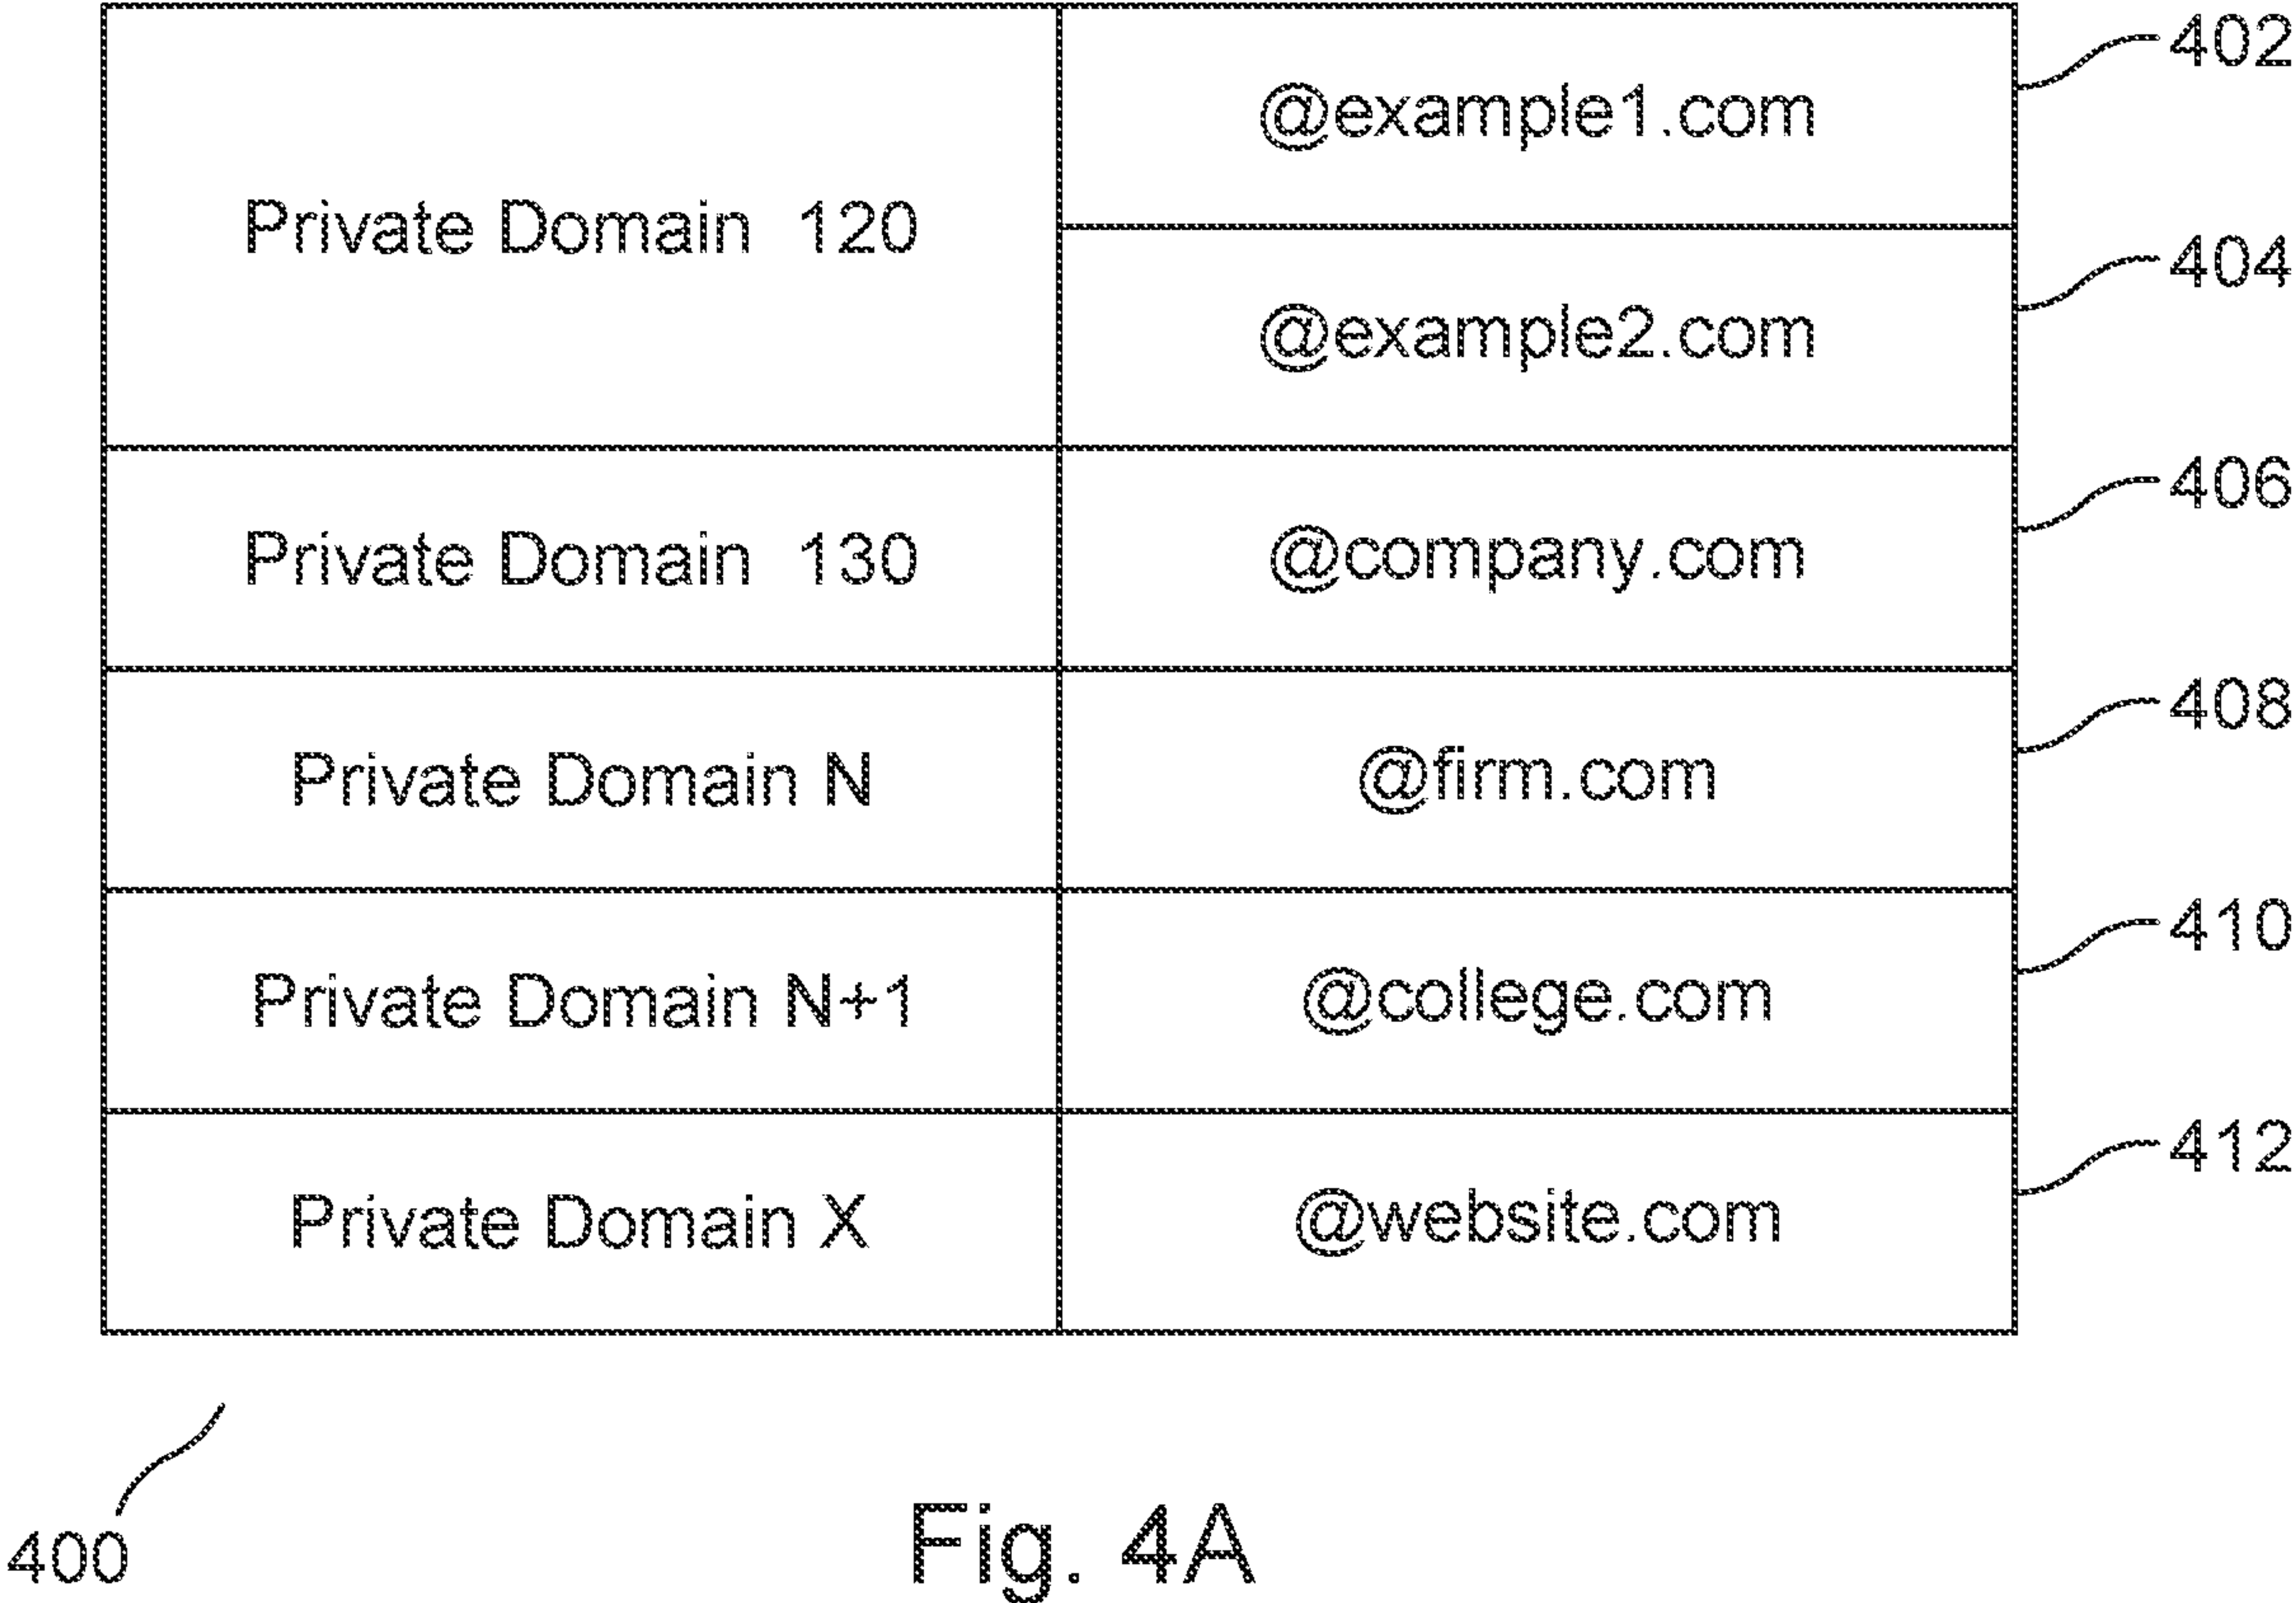 @example1.com 402
Private Domain 120
@example2.com 404
Private Domain 130 @company.com 406
Private Domain N @firm.com 408
Private Domain N+1 @college.com 410
Private Domain X @website.com 412
400
Fig. 4A